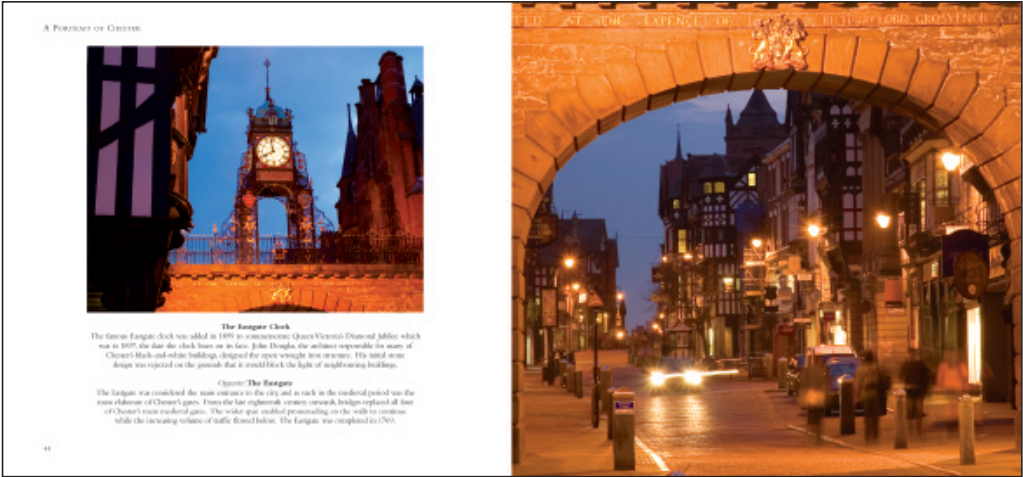 A PORTRAIT OF CHESTER
The Eastgate Clock
The famous Eastgate clock was added in 1899 to commemorate Queen Victoria's Diamond Jubilee which
was in 1897, the date the clock bears on its face. John Douglas, the architect responsible for many of
Chester's black-and-white buildings, designed the open wrought iron structure. His initial stone
design was rejected on the grounds that it would block the light of neighbouring buildings.
Opposite: The Eastgate
The Eastgate was considered the main entrance to the city, and as such in the medieval period was the
most elaborate of Chester's gates. From the late eighteenth century onwards, bridges replaced all four
of Chester's main medieval gates. The wider span enabled promenading on the walls to continue
while the increasing volume of traffic flowed below. The Eastgate was completed in 1769.
44
ED AT THE EXPENCE OF RICHARD LORD GROSVENOR